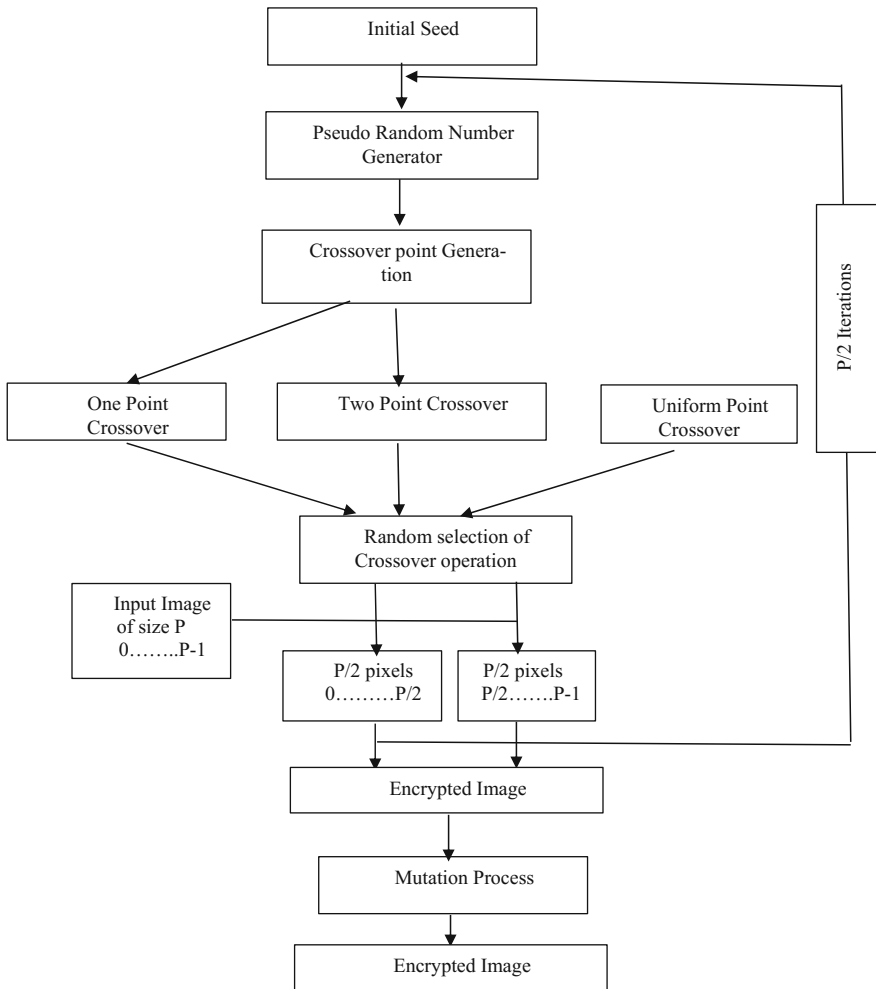 Initial Seed
Pseudo Random Number
Generator
Crossover point Genera-
tion
P/2 Iterations
One Point
Crossover
Two Point Crossover
Uniform Point
Crossover
Random selection of
Crossover operation
Input Image
of size P
0……..P-1
P/2 pixels
0………P/2
P/2 pixels
P/2…….P-1
Encrypted Image
Mutation Process
Encrypted Image